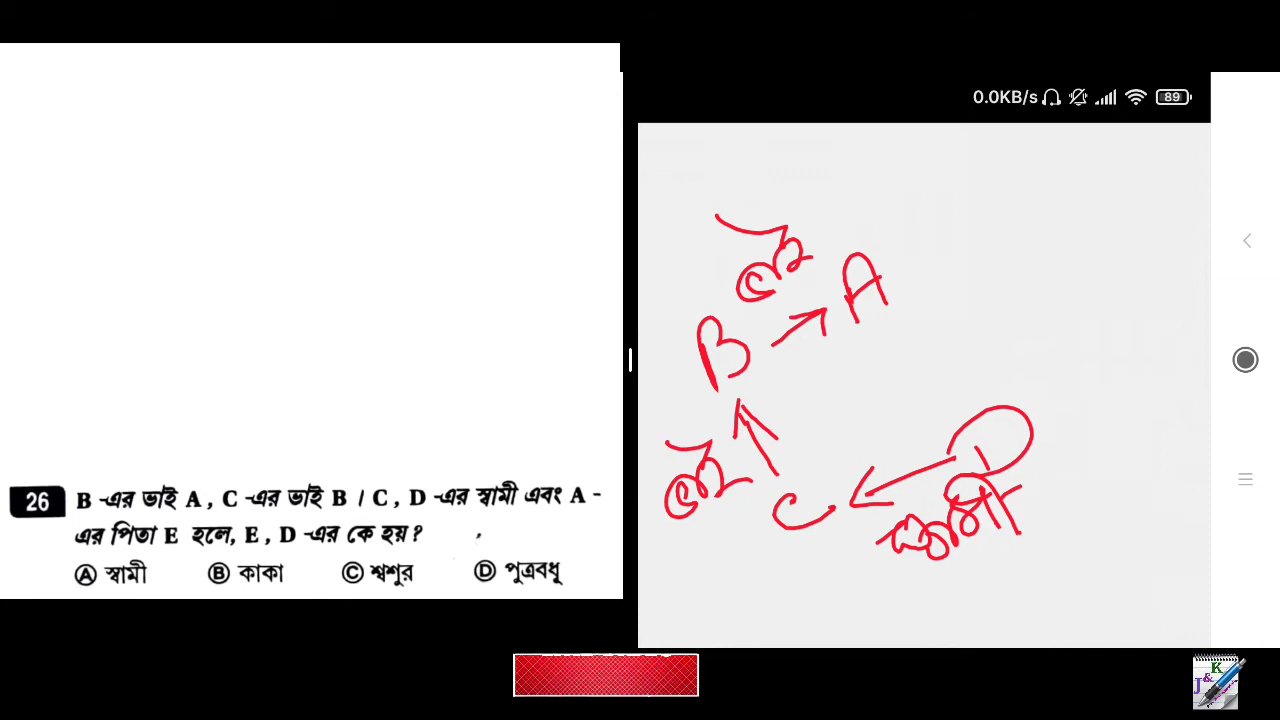 0.0KB/s 89
ভাই
A
B
ভাই
C
স্বামী
26 B -এর ভাই A , C -এর ভাই B । C , D -এর স্বামী এবং A -
এর পিতা E হলে, E , D -এর কে হয় ?
A স্বামী B কাকা C শ্বশুর D পুত্রবধূ
J & K